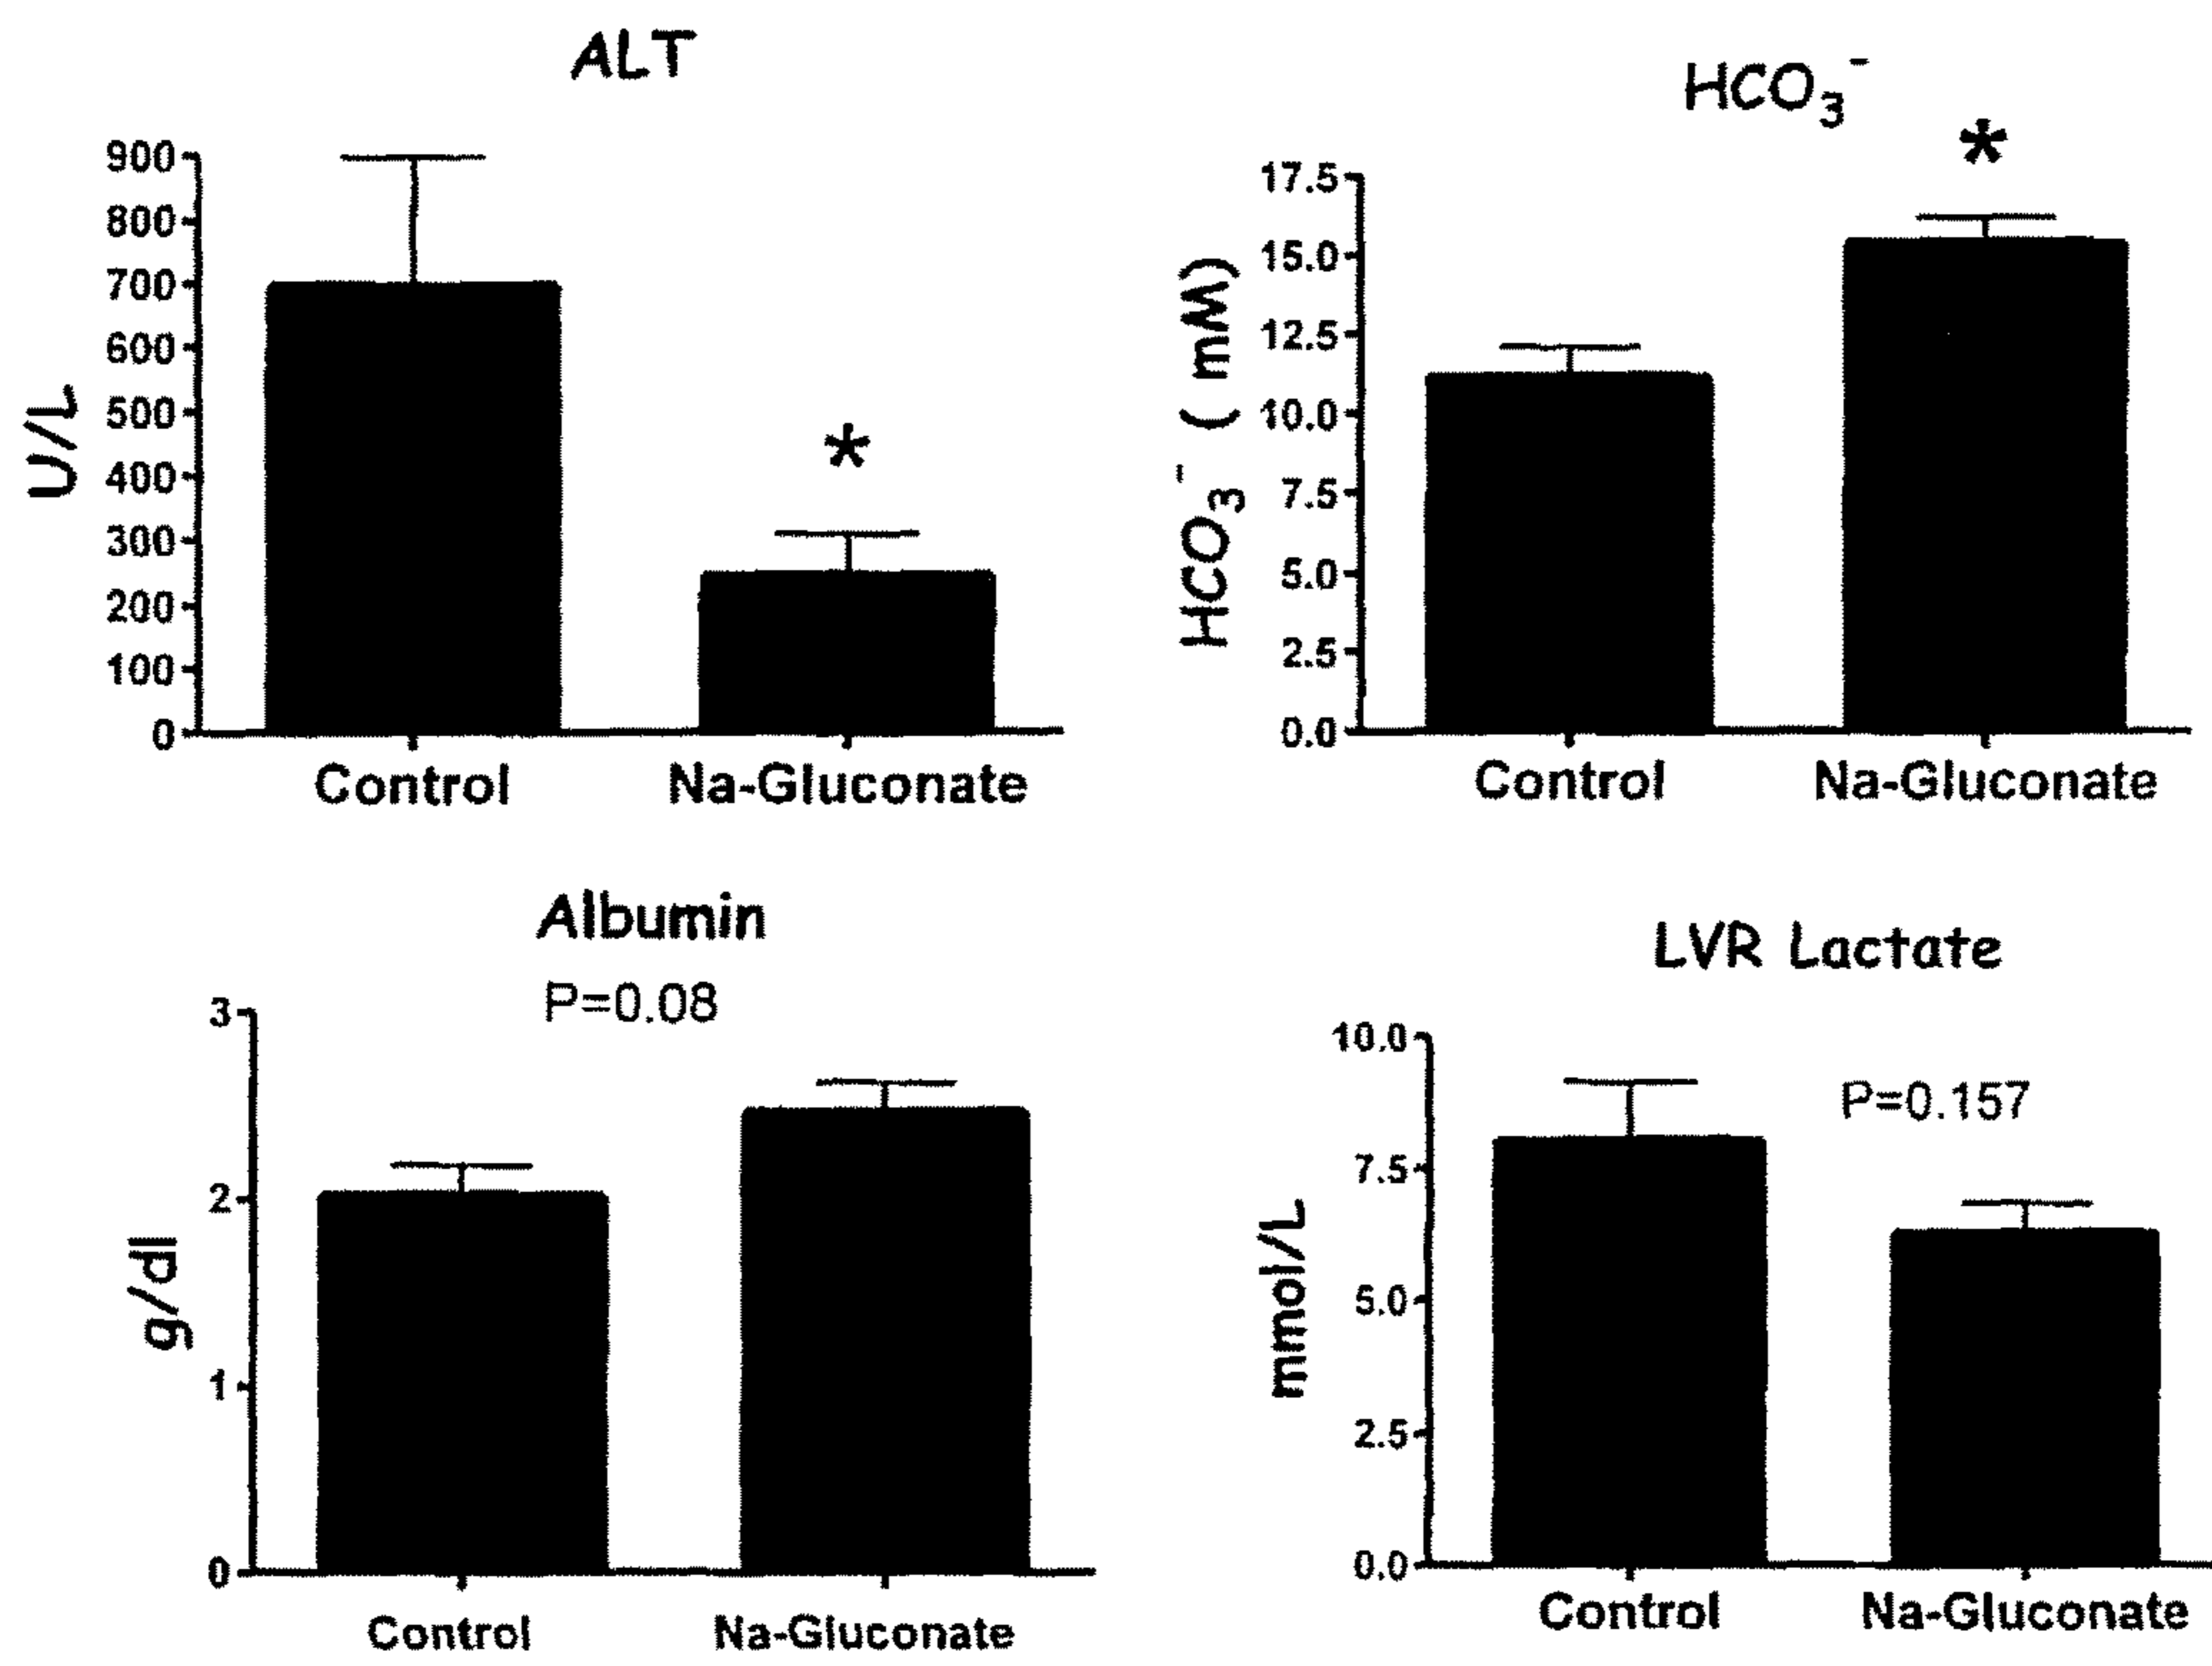 ALT
900
800
700
600
500
400
300
200
100
0
U/L
*
Control Na-Gluconate
HCO₃⁻
*
17.5
15.0
12.5
10.0
7.5
5.0
2.5
0.0
HCO₃⁻ ( mM)
Control Na-Gluconate
Albumin
P=0.08
3
2
1
0
g/dl
Control Na-Gluconate
LVR Lactate
P=0.157
10.0
7.5
5.0
2.5
0.0
mmol/L
Control Na-Gluconate